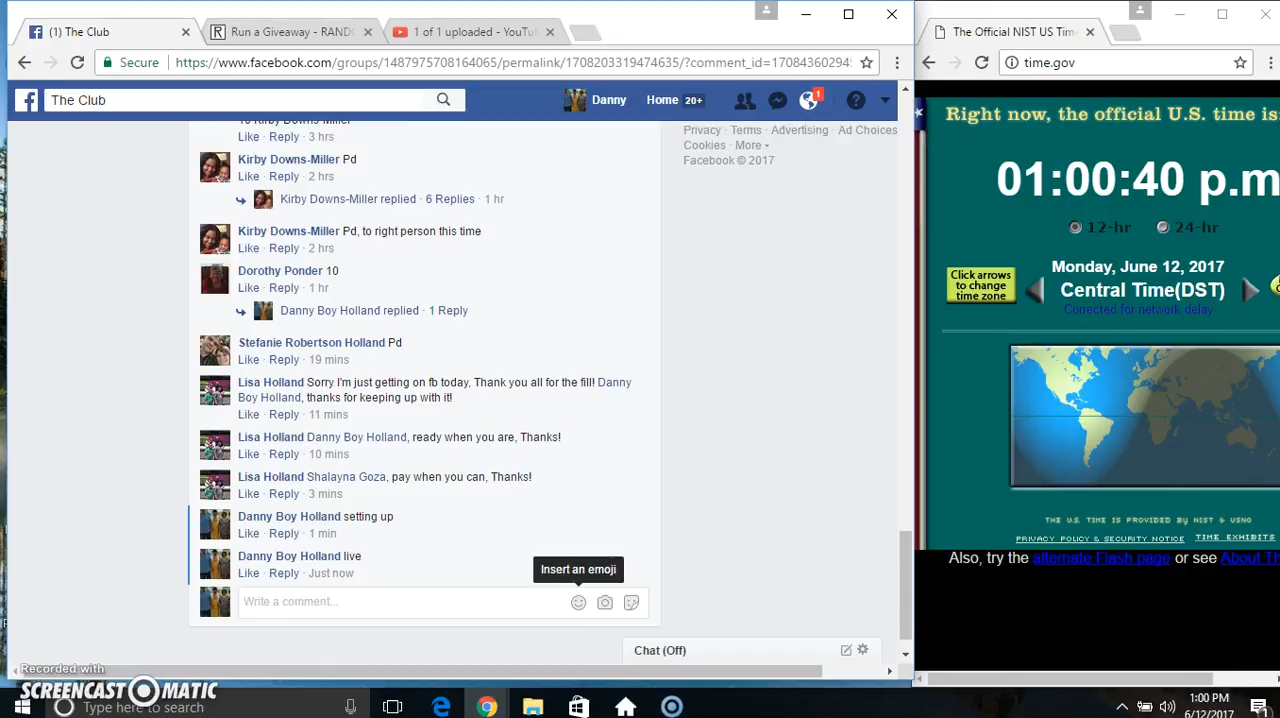 (1) The Club
Run a Giveaway - RAND
1 of 1 uploaded - YouTu
Secure
https://www.facebook.com/groups/1487975708164065/permalink/1708203319474635/?comment_id=170843602945
The Club
Danny
Home 20+
1
Like · Reply · 3 hrs
Kirby Downs-Miller Pd
Like · Reply · 2 hrs
Kirby Downs-Miller replied · 6 Replies · 1 hr
Kirby Downs-Miller Pd, to right person this time
Like · Reply · 2 hrs
Dorothy Ponder 10
Like · Reply · 1 hr
Danny Boy Holland replied · 1 Reply
Stefanie Robertson Holland Pd
Like · Reply · 19 mins
Lisa Holland Sorry I'm just getting on fb today, Thank you all for the fill! Danny
Boy Holland, thanks for keeping up with it!
Like · Reply · 11 mins
Lisa Holland Danny Boy Holland, ready when you are, Thanks!
Like · Reply · 10 mins
Lisa Holland Shalayna Goza, pay when you can, Thanks!
Like · Reply · 3 mins
Danny Boy Holland setting up
Like · Reply · 1 min
Danny Boy Holland live
Like · Reply · Just now
Insert an emoji
Write a comment...
Privacy · Terms · Advertising · Ad Choices
Cookies · More
Facebook © 2017
Chat (Off)
The Official NIST US Tim
time.gov
Right now, the official U.S. time is:
01:00:40 p.m
12-hr 24-hr
Click arrows
to change
time zone
Monday, June 12, 2017
Central Time(DST)
Corrected for network delay
THE U.S. TIME IS PROVIDED BY NIST & USNO
PRIVACY POLICY & SECURITY NOTICE TIME EXHIBITS
Also, try the alternate Flash page or see About Th
Recorded with
SCREENCAST-O-MATIC
Type here to search
1:00 PM
6/12/2017
1